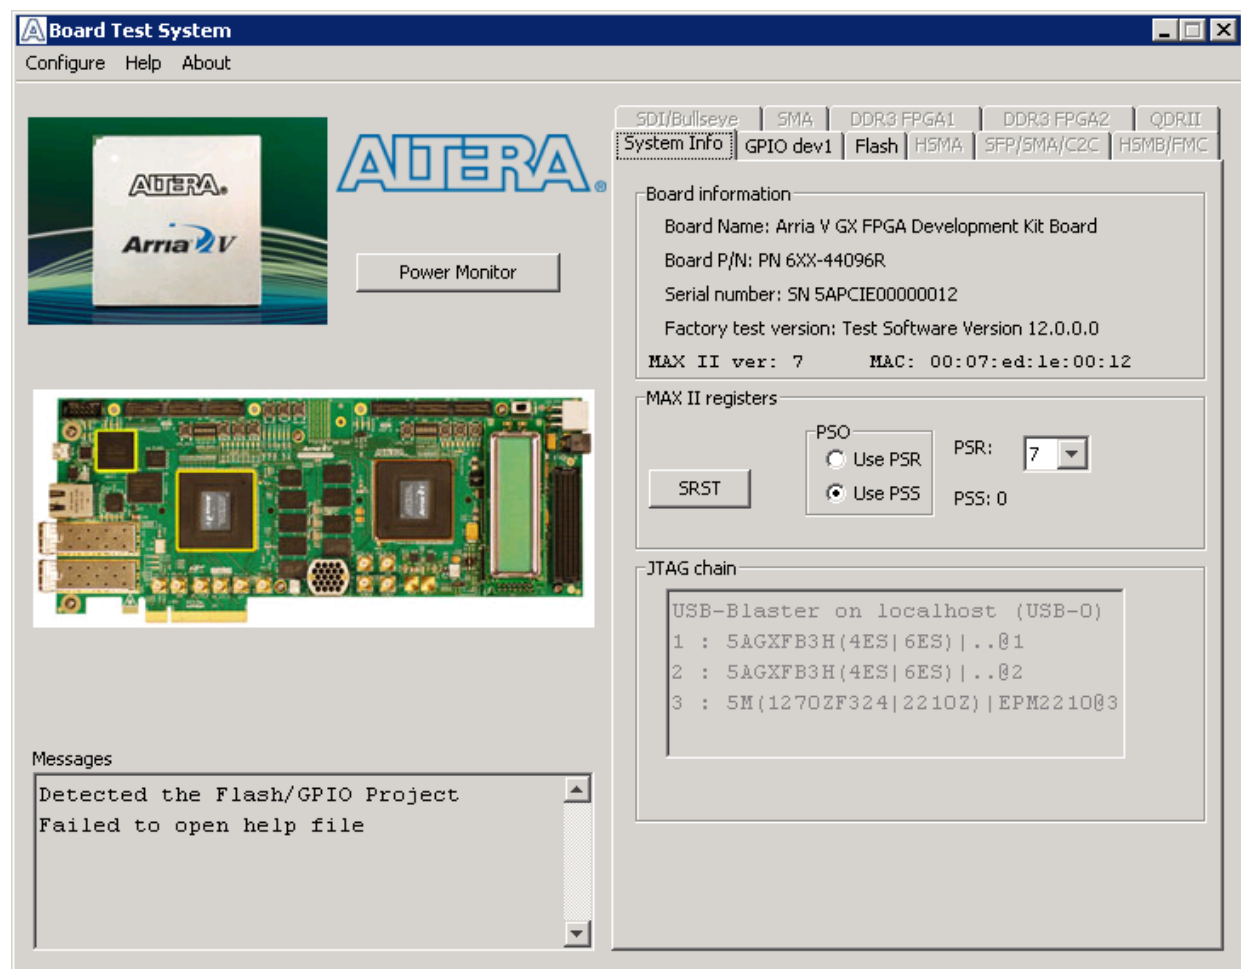 Board Test System
Configure Help About
ALTERA®
Arria V
ALTERA®
Power Monitor
SDI/Bullseye SMA DDR3 FPGA1 DDR3 FPGA2 QDRII
System Info GPIO dev1 Flash HSMA SFP/SMA/C2C HSMB/FMC
Board information
Board Name: Arria V GX FPGA Development Kit Board
Board P/N: PN 6XX-44096R
Serial number: SN 5APCIE00000012
Factory test version: Test Software Version 12.0.0.0
MAX II ver: 7 MAC: 00:07:ed:1e:00:12
MAX II registers
SRST
PSO
Use PSR
Use PSS
PSR: 7
PSS: 0
JTAG chain
USB-Blaster on localhost (USB-0)
1 : 5AGXFB3H(4ES|6ES)|..@1
2 : 5AGXFB3H(4ES|6ES)|..@2
3 : 5M(1270ZF324|2210Z)|EPM2210@3
Messages
Detected the Flash/GPIO Project
Failed to open help file